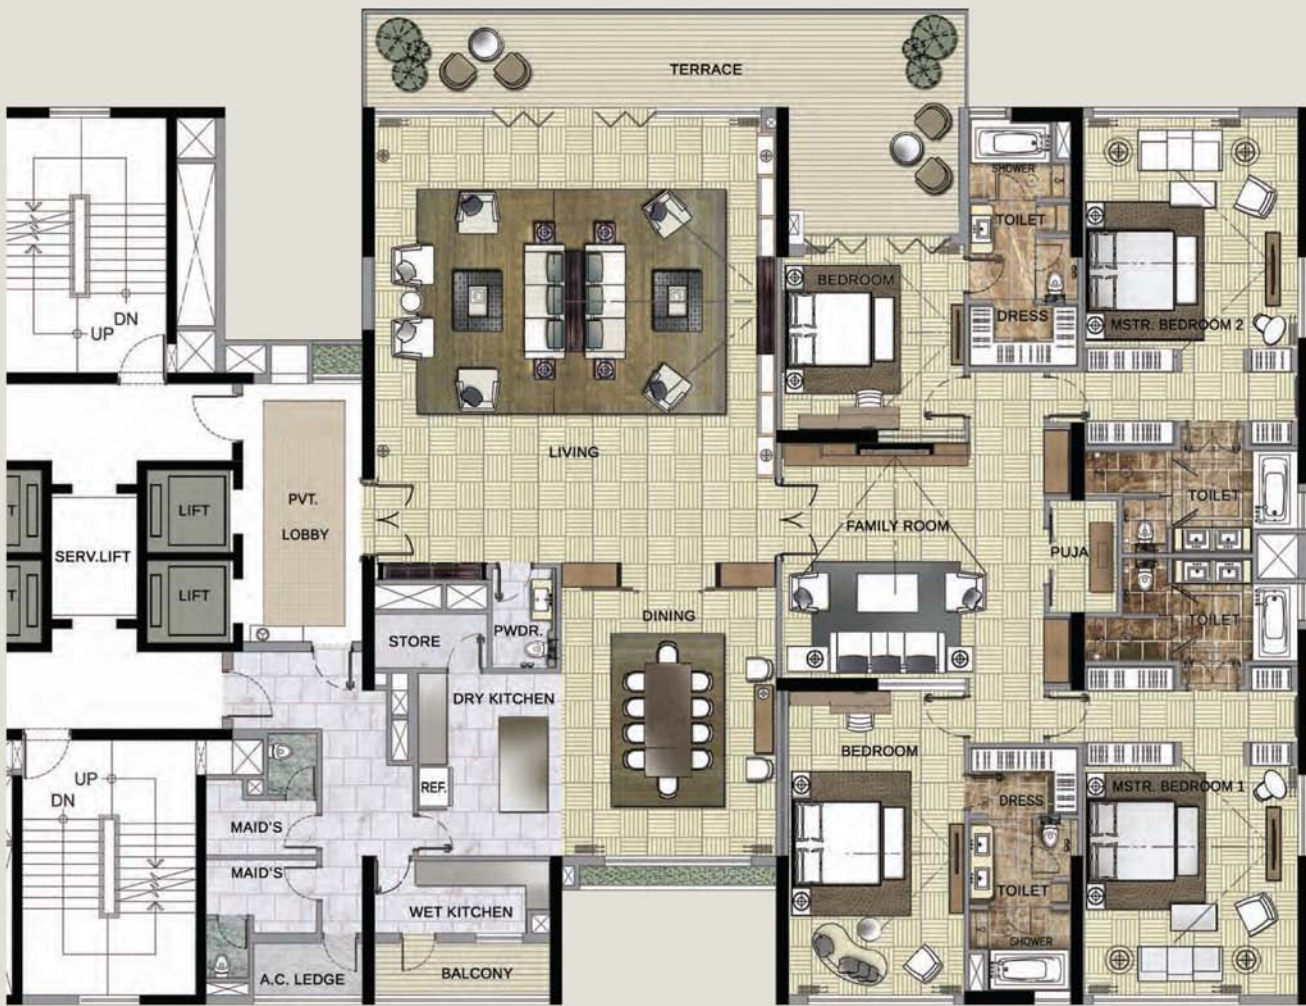 TERRACE
SHOWER
TOILET
BEDROOM
DRESS
MSTR. BEDROOM 2
DN
UP
LIVING
PVT.
LOBBY
LIFT
SERV.LIFT
LIFT
T
T
FAMILY ROOM
TOILET
PUJA
TOILET
STORE
PWDR.
DINING
DRY KITCHEN
REF.
BEDROOM
UP
DN
MAID'S
MAID'S
DRESS
MSTR. BEDROOM 1
TOILET
SHOWER
WET KITCHEN
A.C. LEDGE
BALCONY